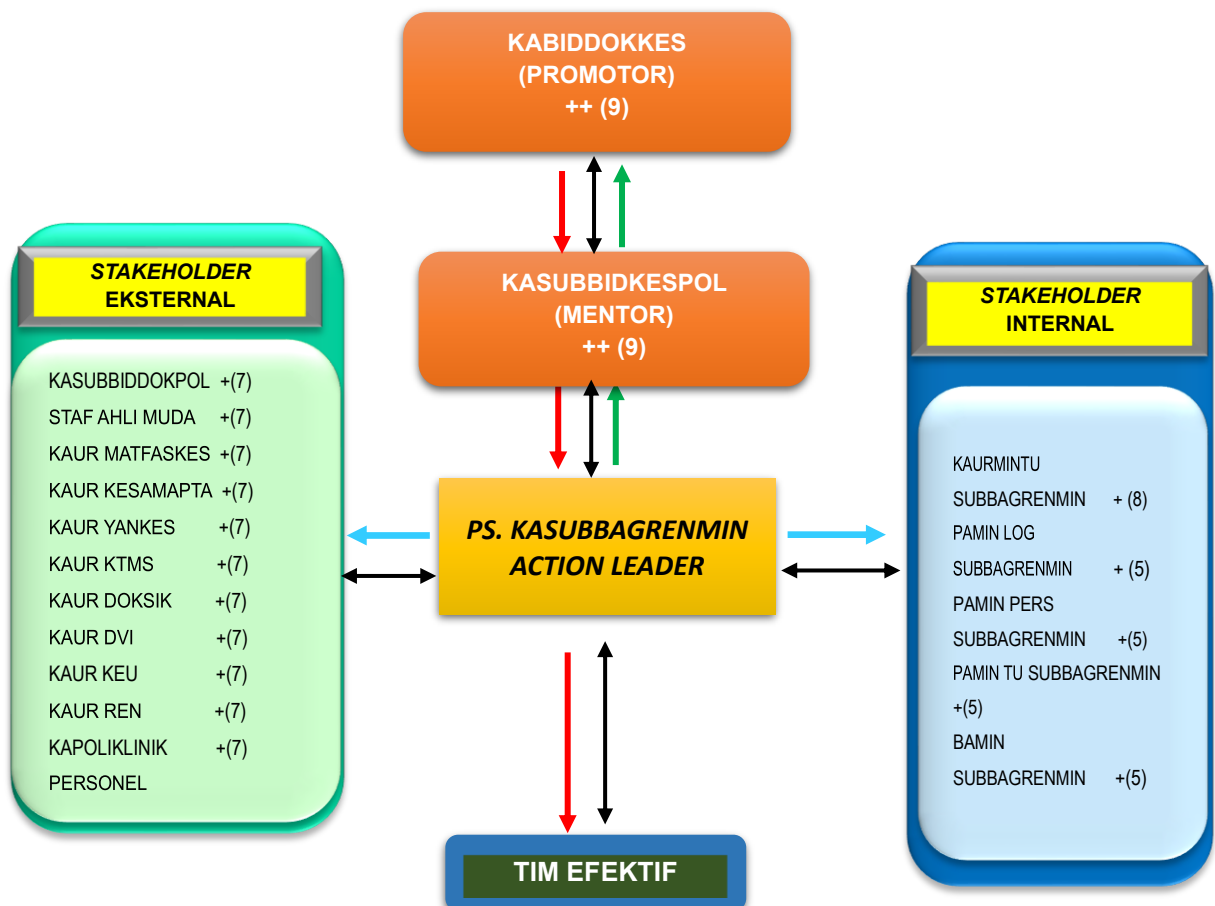 KABIDDOKKES
(PROMOTOR)
++ (9)
KASUBBIDKESPOL
(MENTOR)
++ (9)
STAKEHOLDER
EKSTERNAL
KASUBBIDDOKPOL +(7)
STAF AHLI MUDA +(7)
KAUR MATFASKES +(7)
KAUR KESAMAPTA +(7)
KAUR YANKES +(7)
KAUR KTMS +(7)
KAUR DOKSIK +(7)
KAUR DVI +(7)
KAUR KEU +(7)
KAUR REN +(7)
KAPOLIKLINIK +(7)
PERSONEL
PS. KASUBBAGRENMIN
ACTION LEADER
STAKEHOLDER
INTERNAL
KAURMINTU
SUBBAGRENMIN + (8)
PAMIN LOG
SUBBAGRENMIN + (5)
PAMIN PERS
SUBBAGRENMIN +(5)
PAMIN TU SUBBAGRENMIN
+(5)
BAMIN
SUBBAGRENMIN +(5)
TIM EFEKTIF